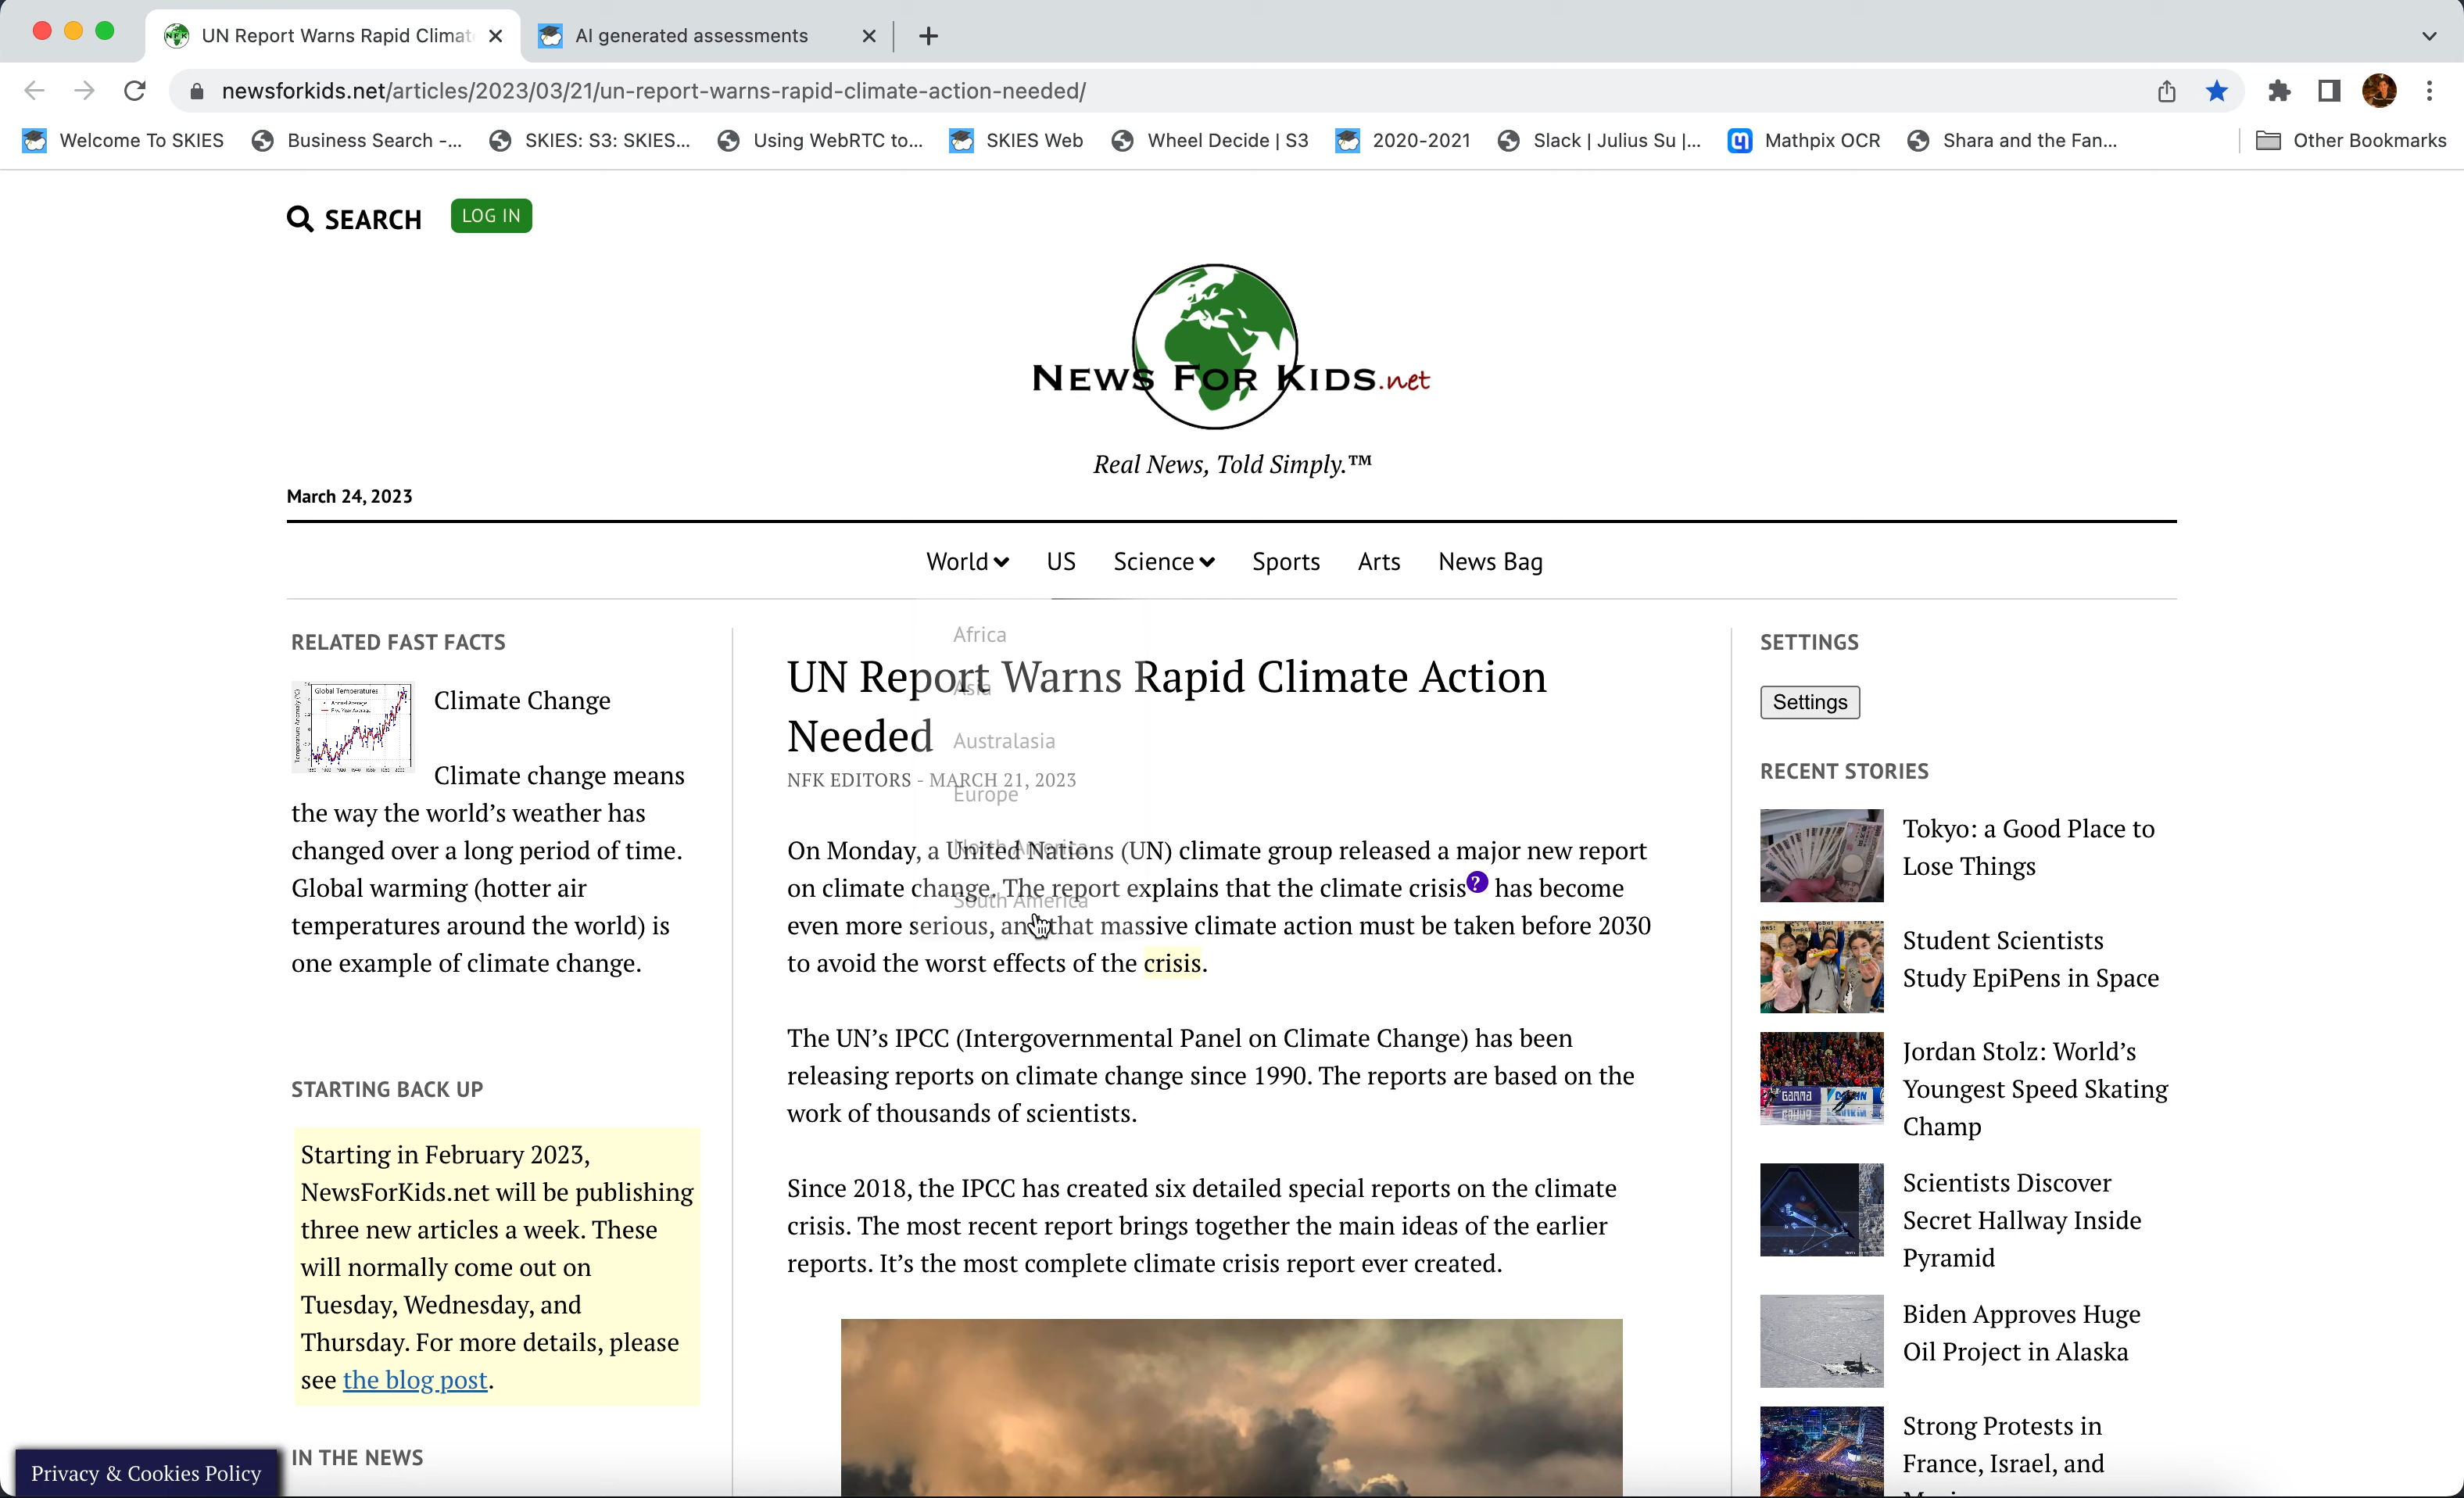 UN Report Warns Rapid Climat
AI generated assessments
newsforkids.net/articles/2023/03/21/un-report-warns-rapid-climate-action-needed/
Welcome To SKIES
Business Search -...
SKIES: S3: SKIES...
Using WebRTC to...
SKIES Web
Wheel Decide | S3
2020-2021
Slack | Julius Su |...
Mathpix OCR
Shara and the Fan...
Other Bookmarks
SEARCH
LOG IN
NEWS FOR KIDS.net
Real News, Told Simply.™
March 24, 2023
World
US
Science
Sports
Arts
News Bag
RELATED FAST FACTS
Global Temperatures
Climate Change
Climate change means
the way the world’s weather has
changed over a long period of time.
Global warming (hotter air
temperatures around the world) is
one example of climate change.
STARTING BACK UP
Starting in February 2023,
NewsForKids.net will be publishing
three new articles a week. These
will normally come out on
Tuesday, Wednesday, and
Thursday. For more details, please
see the blog post.
IN THE NEWS
Privacy & Cookies Policy
Africa
Asia
Australasia
Europe
North America
South America
UN Report Warns Rapid Climate Action
Needed
NFK EDITORS - MARCH 21, 2023
On Monday, a United Nations (UN) climate group released a major new report
on climate change. The report explains that the climate crisis? has become
even more serious, and that massive climate action must be taken before 2030
to avoid the worst effects of the crisis.
The UN’s IPCC (Intergovernmental Panel on Climate Change) has been
releasing reports on climate change since 1990. The reports are based on the
work of thousands of scientists.
Since 2018, the IPCC has created six detailed special reports on the climate
crisis. The most recent report brings together the main ideas of the earlier
reports. It’s the most complete climate crisis report ever created.
SETTINGS
Settings
RECENT STORIES
Tokyo: a Good Place to
Lose Things
Student Scientists
Study EpiPens in Space
Jordan Stolz: World’s
Youngest Speed Skating
Champ
Scientists Discover
Secret Hallway Inside
Pyramid
Biden Approves Huge
Oil Project in Alaska
Strong Protests in
France, Israel, and